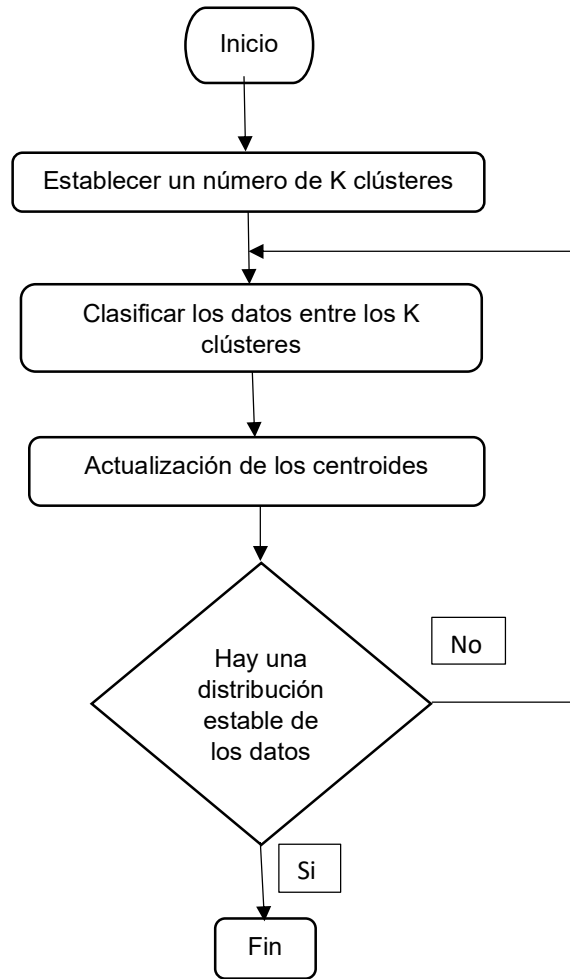 Inicio
Establecer un número de K clústeres
Clasificar los datos entre los K
clústeres
Actualización de los centroides
Hay una
distribución
estable de
los datos
No
Si
Fin